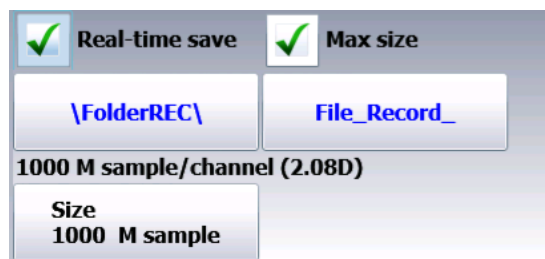 Real-time save Max size
\FolderREC\ File_Record_
1000 M sample/channel (2.08D)
Size
1000 M sample